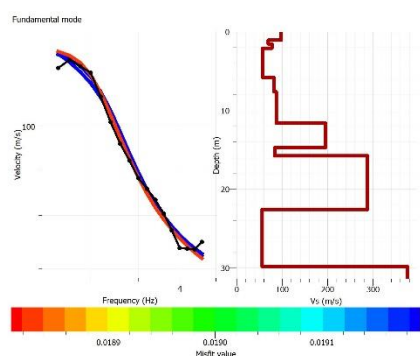 Fundamental mode
0
100
10
Velocity (m/s)
Depth (m)
20
30
4
0
100
200
300
Frequency (Hz)
Vs (m/s)
0.0189
0.0190
0.0191
Misfit value